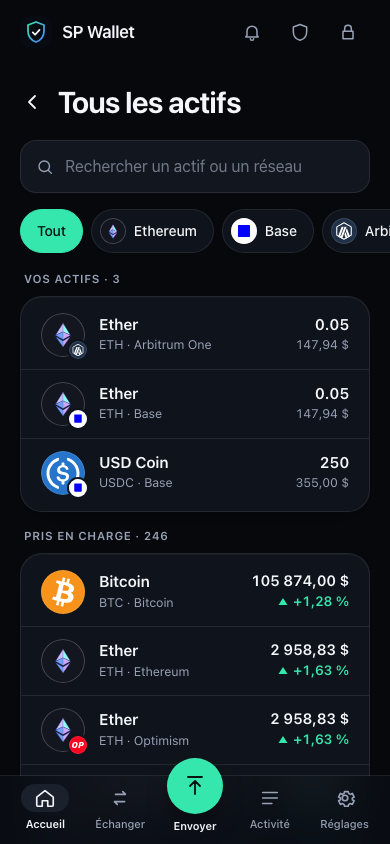 SP Wallet
Tous les actifs
Rechercher un actif ou un réseau
Tout
Ethereum
Base
Arbi
VOS ACTIFS · 3
Ether
0.05
ETH · Arbitrum One
147,94 $
Ether
0.05
ETH · Base
147,94 $
USD Coin
250
USDC · Base
355,00 $
PRIS EN CHARGE · 246
Bitcoin
105 874,00 $
BTC · Bitcoin
▲ +1,28 %
Ether
2 958,83 $
ETH · Ethereum
▲ +1,63 %
Ether
2 958,83 $
OP
ETH · Optimism
▲ +1,63 %
Accueil
Échanger
Envoyer
Activité
Réglages